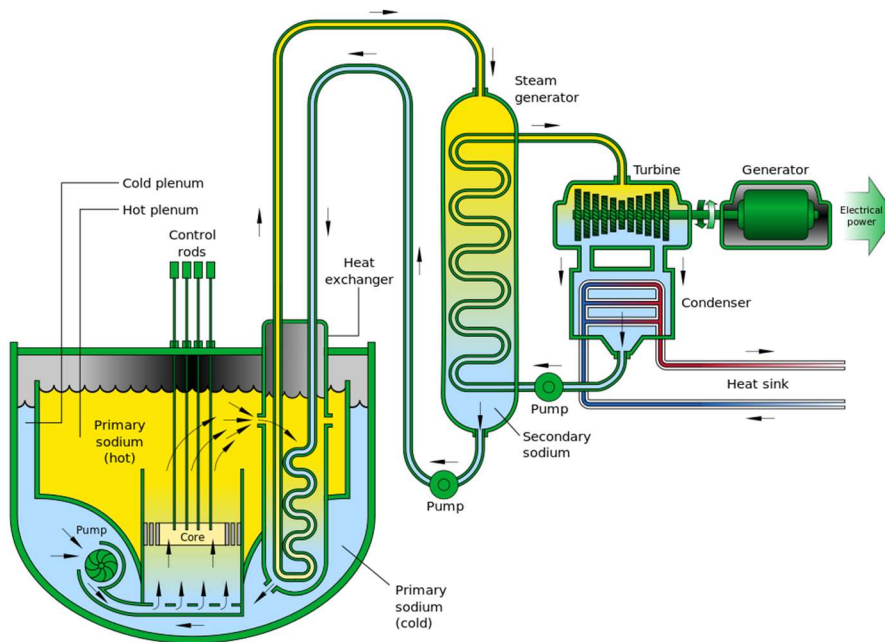 Steam
generator
Turbine
Generator
Electrical
power
Cold plenum
Hot plenum
Control
rods
Heat
exchanger
Condenser
Heat sink
Pump
Secondary
sodium
Pump
Primary
sodium
(hot)
Pump
Core
Primary
sodium
(cold)